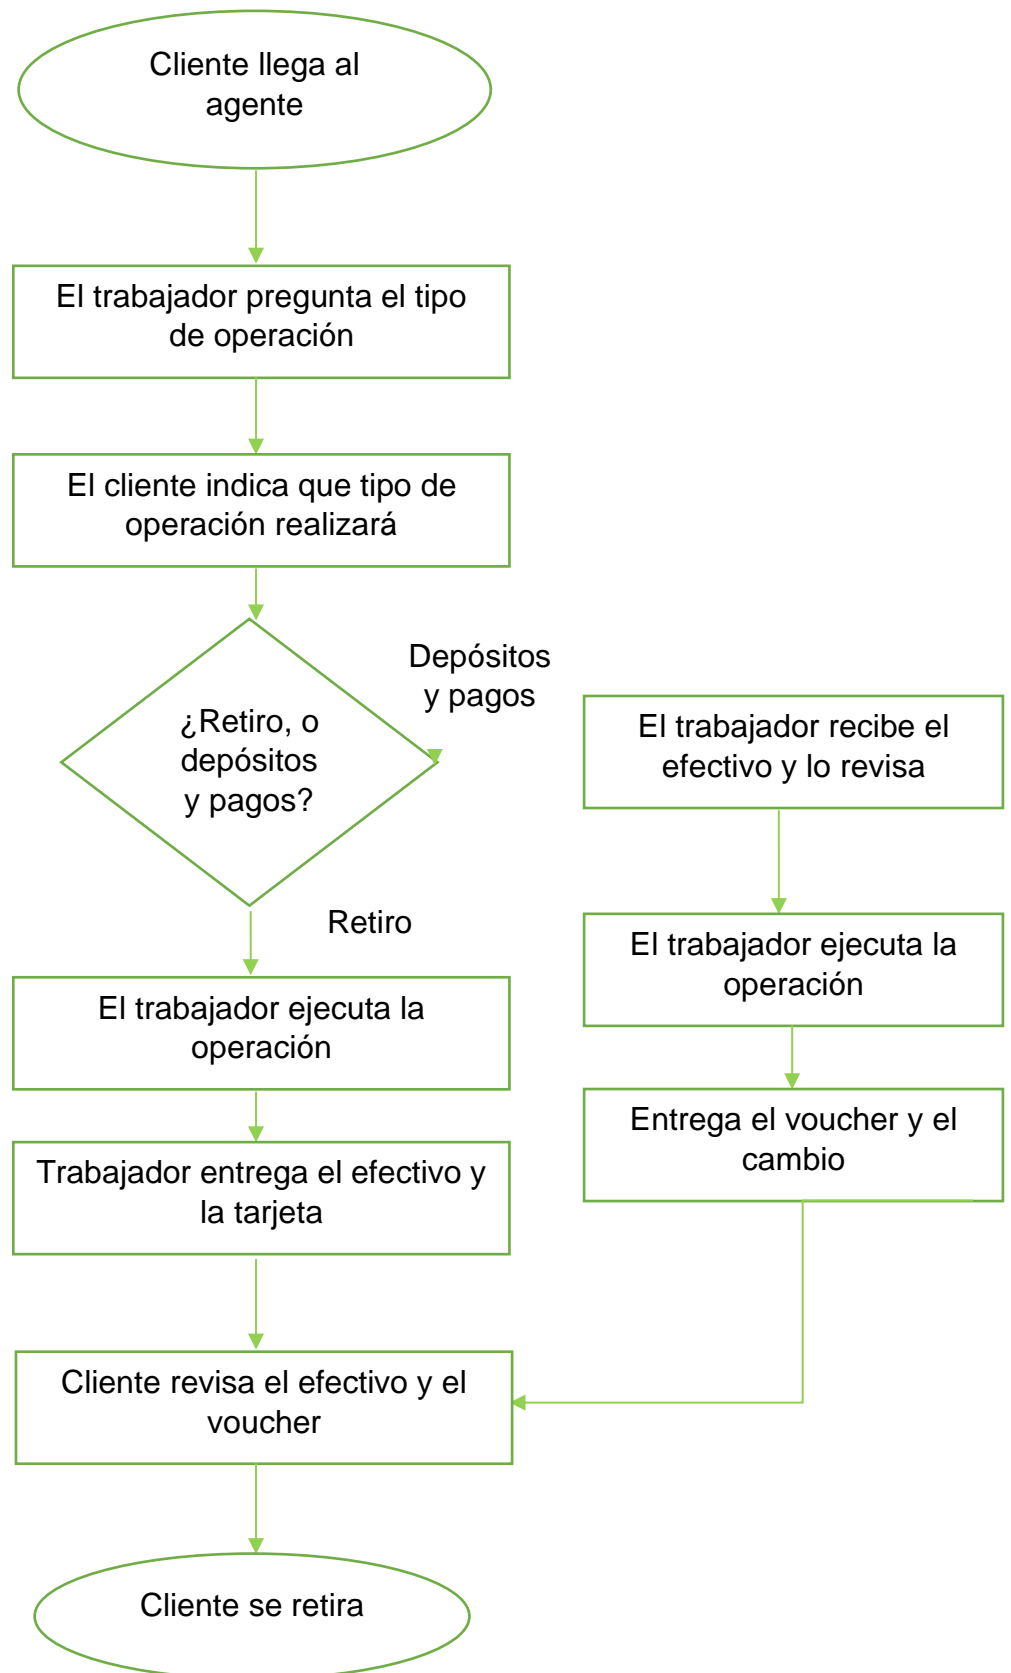 Cliente llega al
agente
El trabajador pregunta el tipo
de operación
El cliente indica que tipo de
operación realizará
¿Retiro, o
depósitos
y pagos?
Depósitos
y pagos
El trabajador recibe el
efectivo y lo revisa
El trabajador ejecuta la
operación
Entrega el voucher y el
cambio
Retiro
El trabajador ejecuta la
operación
Trabajador entrega el efectivo y
la tarjeta
Cliente revisa el efectivo y el
voucher
Cliente se retira